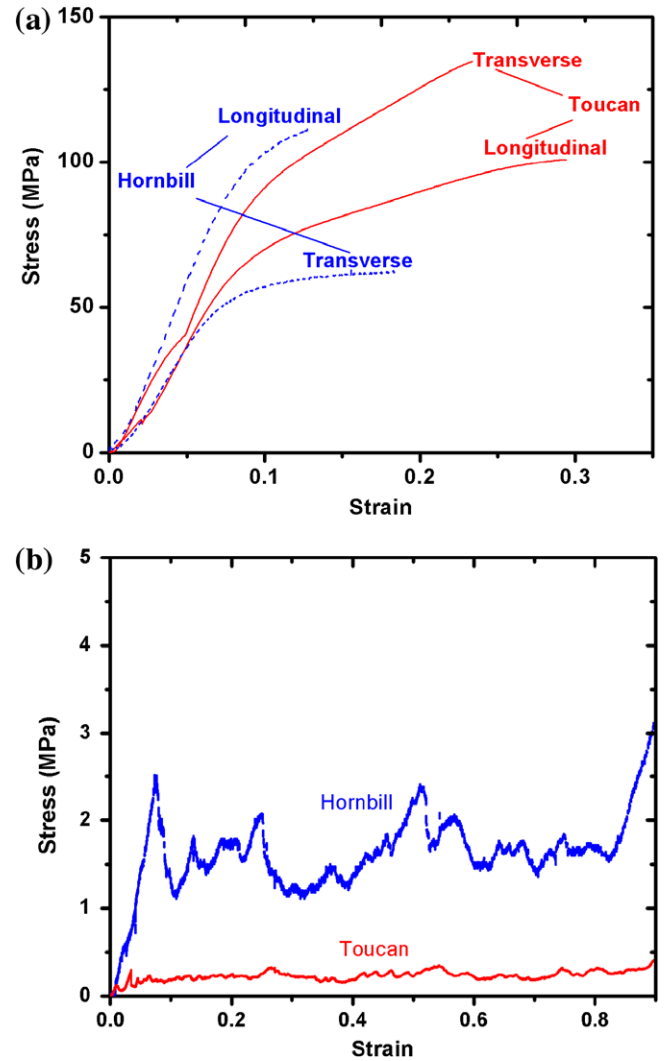 (a)
150
100
50
0
Stress (MPa)
Transverse
Toucan
Longitudinal
Longitudinal
Hornbill
Transverse
0.0 0.1 0.2 0.3
Strain
(b)
5
4
3
2
1
0
Stress (MPa)
Hornbill
Toucan
0.0 0.2 0.4 0.6 0.8
Strain